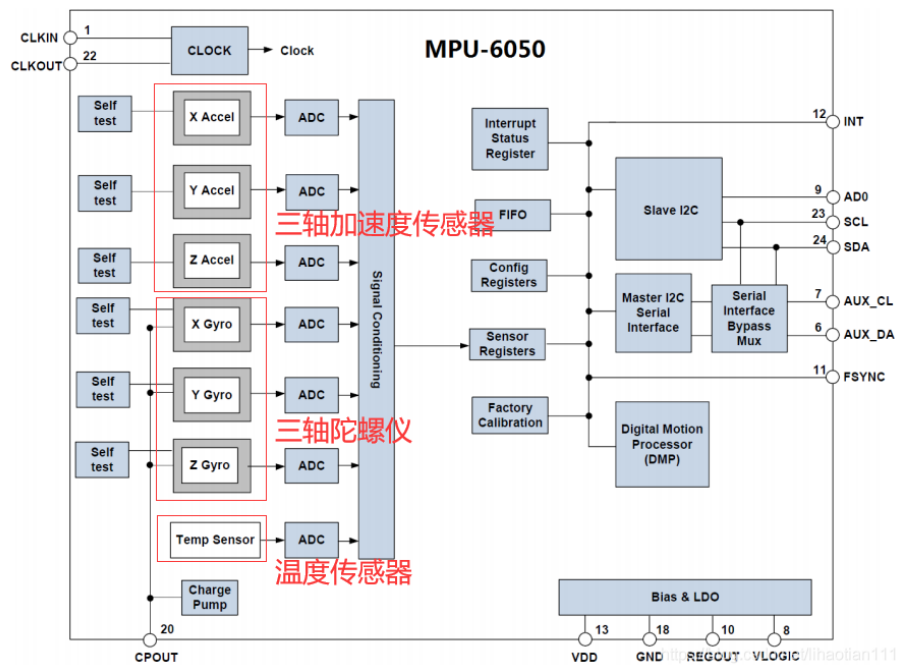 MPU-6050
CLKIN
1
CLKOUT
22
CLOCK
Clock
Self
test
X Accel
ADC
Self
test
Y Accel
ADC
三轴加速度传感器
Self
test
Z Accel
ADC
Self
test
X Gyro
ADC
Self
test
Y Gyro
ADC
三轴陀螺仪
Self
test
Z Gyro
ADC
Temp Sensor
ADC
温度传感器
Charge
Pump
20
CPOUT
Signal Conditioning
Interrupt
Status
Register
FIFO
Config
Registers
Sensor
Registers
Factory
Calibration
Slave I2C
Master I2C
Serial
Interface
Serial
Interface
Bypass
Mux
Digital Motion
Processor
(DMP)
12
INT
9
AD0
23
SCL
24
SDA
7
AUX_CL
6
AUX_DA
11
FSYNC
Bias & LDO
13
VDD
18
GND
10
REGOUT
8
VLOGIC